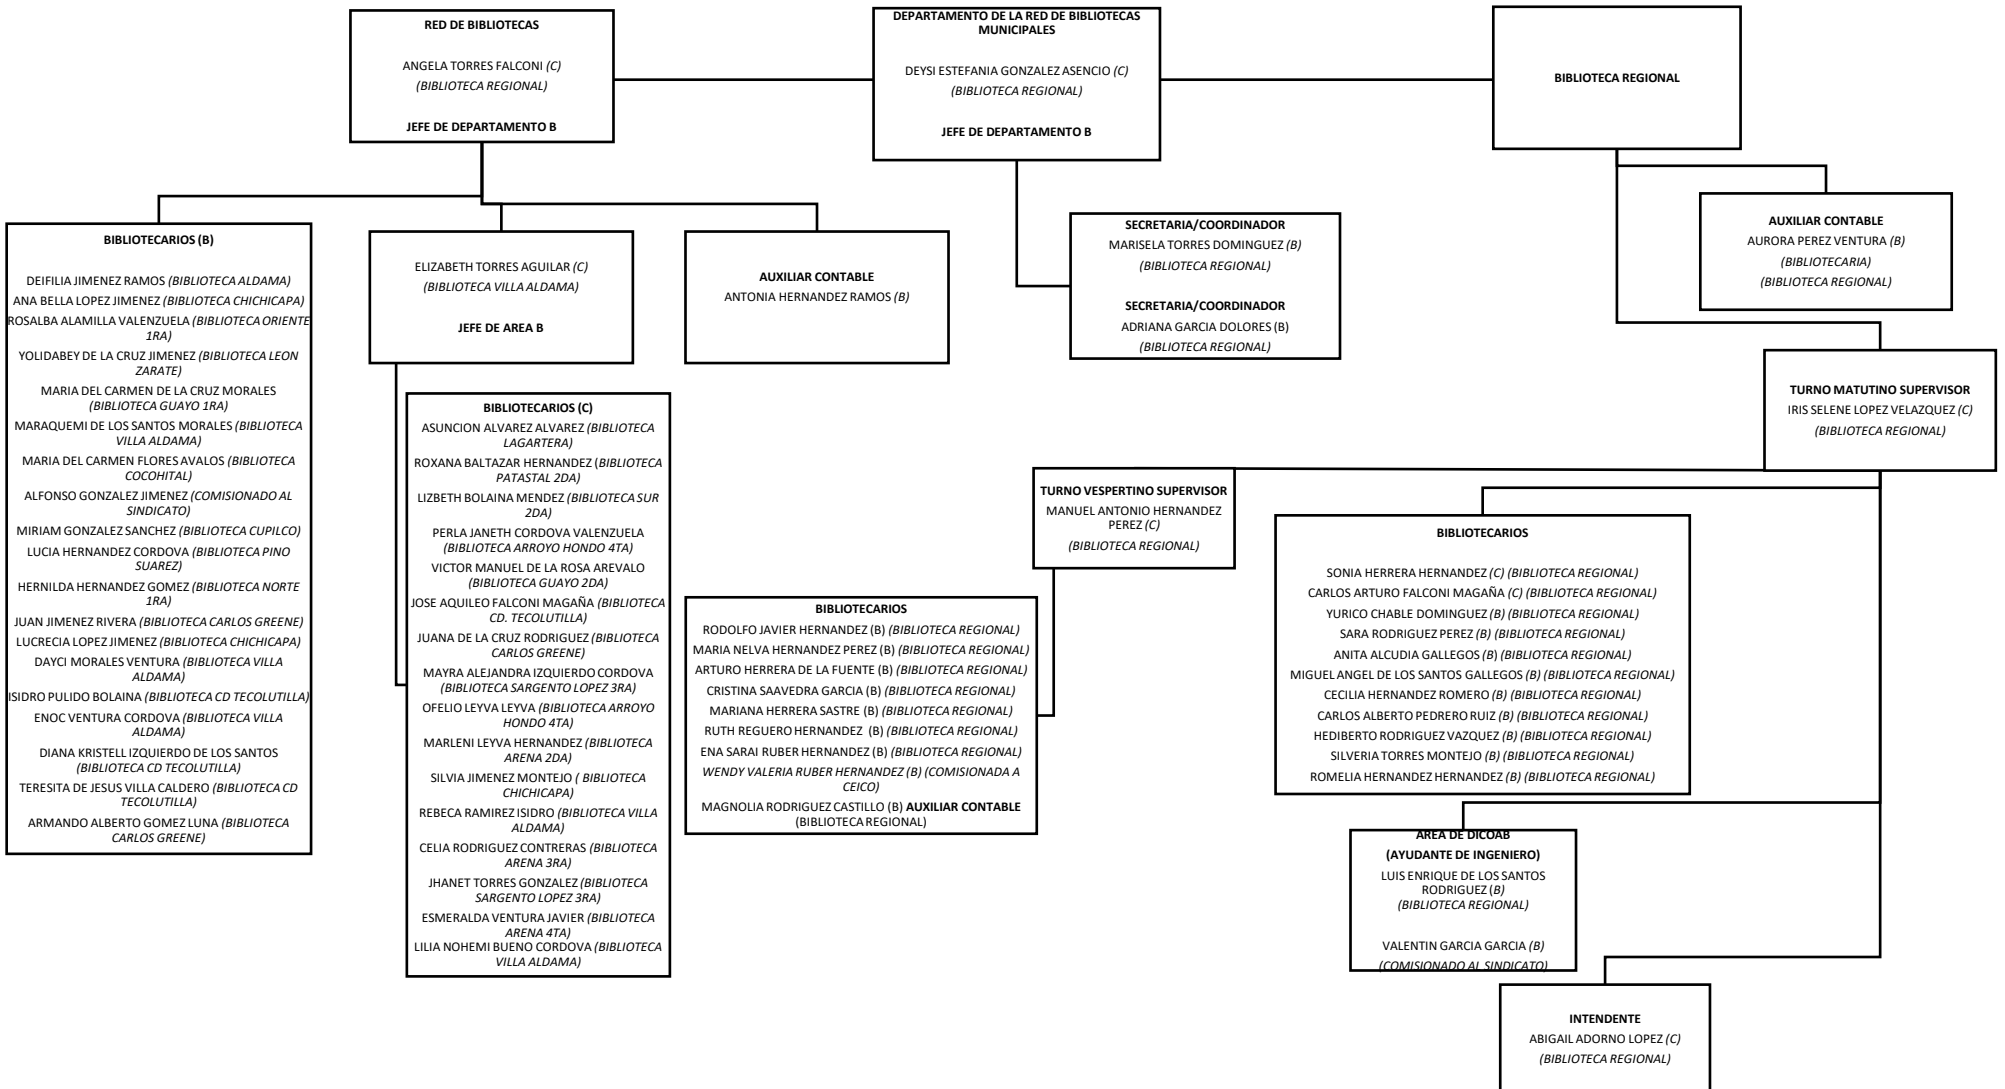 RED DE BIBLIOTECAS
ANGELA TORRES FALCONI (C)
(BIBLIOTECA REGIONAL)
JEFE DE DEPARTAMENTO B
DEPARTAMENTO DE LA RED DE BIBLIOTECAS
MUNICIPALES
DEYSI ESTEFANIA GONZALEZ ASENCIO (C)
(BIBLIOTECA REGIONAL)
JEFE DE DEPARTAMENTO B
BIBLIOTECA REGIONAL
BIBLIOTECARIOS (B)
DEIFILIA JIMENEZ RAMOS (BIBLIOTECA ALDAMA)
ANA BELLA LOPEZ JIMENEZ (BIBLIOTECA CHICHICAPA)
ROSALBA ALAMILLA VALENZUELA (BIBLIOTECA ORIENTE
1RA)
YOLIDABEY DE LA CRUZ JIMENEZ (BIBLIOTECA LEON
ZARATE)
MARIA DEL CARMEN DE LA CRUZ MORALES
(BIBLIOTECA GUAYO 1RA)
MARAQUEMI DE LOS SANTOS MORALES (BIBLIOTECA
VILLA ALDAMA)
MARIA DEL CARMEN FLORES AVALOS (BIBLIOTECA
COCOHITAL)
ALFONSO GONZALEZ JIMENEZ (COMISIONADO AL
SINDICATO)
MIRIAM GONZALEZ SANCHEZ (BIBLIOTECA CUPILCO)
LUCIA HERNANDEZ CORDOVA (BIBLIOTECA PINO
SUAREZ)
HERNILDA HERNANDEZ GOMEZ (BIBLIOTECA NORTE
1RA)
JUAN JIMENEZ RIVERA (BIBLIOTECA CARLOS GREENE)
LUCRECIA LOPEZ JIMENEZ (BIBLIOTECA CHICHICAPA)
DAYCI MORALES VENTURA (BIBLIOTECA VILLA
ALDAMA)
ISIDRO PULIDO BOLAINA (BIBLIOTECA CD TECOLUTILLA)
ENOC VENTURA CORDOVA (BIBLIOTECA VILLA
ALDAMA)
DIANA KRISTELL IZQUIERDO DE LOS SANTOS
(BIBLIOTECA CD TECOLUTILLA)
TERESITA DE JESUS VILLA CALDERO (BIBLIOTECA CD
TECOLUTILLA)
ARMANDO ALBERTO GOMEZ LUNA (BIBLIOTECA
CARLOS GREENE)
ELIZABETH TORRES AGUILAR (C)
(BIBLIOTECA VILLA ALDAMA)
JEFE DE AREA B
BIBLIOTECARIOS (C)
ASUNCION ALVAREZ ALVAREZ (BIBLIOTECA
LAGARTERA)
ROXANA BALTAZAR HERNANDEZ (BIBLIOTECA
PATASTAL 2DA)
LIZBETH BOLAINA MENDEZ (BIBLIOTECA SUR
2DA)
PERLA JANETH CORDOVA VALENZUELA
(BIBLIOTECA ARROYO HONDO 4TA)
VICTOR MANUEL DE LA ROSA AREVALO
(BIBLIOTECA GUAYO 2DA)
JOSE AQUILEO FALCONI MAGAÑA (BIBLIOTECA
CD. TECOLUTILLA)
JUANA DE LA CRUZ RODRIGUEZ (BIBLIOTECA
CARLOS GREENE)
MAYRA ALEJANDRA IZQUIERDO CORDOVA
(BIBLIOTECA SARGENTO LOPEZ 3RA)
OFELIO LEYVA LEYVA (BIBLIOTECA ARROYO
HONDO 4TA)
MARLENI LEYVA HERNANDEZ (BIBLIOTECA
ARENA 2DA)
SILVIA JIMENEZ MONTEJO ( BIBLIOTECA
CHICHICAPA)
REBECA RAMIREZ ISIDRO (BIBLIOTECA VILLA
ALDAMA)
CELIA RODRIGUEZ CONTRERAS (BIBLIOTECA
ARENA 3RA)
JHANET TORRES GONZALEZ (BIBLIOTECA
SARGENTO LOPEZ 3RA)
ESMERALDA VENTURA JAVIER (BIBLIOTECA
ARENA 4TA)
LILIA NOHEMI BUENO CORDOVA (BIBLIOTECA
VILLA ALDAMA)
AUXILIAR CONTABLE
ANTONIA HERNANDEZ RAMOS (B)
SECRETARIA/COORDINADOR
MARISELA TORRES DOMINGUEZ (B)
(BIBLIOTECA REGIONAL)
SECRETARIA/COORDINADOR
ADRIANA GARCIA DOLORES (B)
(BIBLIOTECA REGIONAL)
AUXILIAR CONTABLE
AURORA PEREZ VENTURA (B)
(BIBLIOTECARIA)
(BIBLIOTECA REGIONAL)
TURNO MATUTINO SUPERVISOR
IRIS SELENE LOPEZ VELAZQUEZ (C)
(BIBLIOTECA REGIONAL)
TURNO VESPERTINO SUPERVISOR
MANUEL ANTONIO HERNANDEZ
PEREZ (C)
(BIBLIOTECA REGIONAL)
BIBLIOTECARIOS
RODOLFO JAVIER HERNANDEZ (B) (BIBLIOTECA REGIONAL)
MARIA NELVA HERNANDEZ PEREZ (B) (BIBLIOTECA REGIONAL)
ARTURO HERRERA DE LA FUENTE (B) (BIBLIOTECA REGIONAL)
CRISTINA SAAVEDRA GARCIA (B) (BIBLIOTECA REGIONAL)
MARIANA HERRERA SASTRE (B) (BIBLIOTECA REGIONAL)
RUTH REGUERO HERNANDEZ (B) (BIBLIOTECA REGIONAL)
ENA SARAI RUBER HERNANDEZ (B) (BIBLIOTECA REGIONAL)
WENDY VALERIA RUBER HERNANDEZ (B) (COMISIONADA A
CEICO)
MAGNOLIA RODRIGUEZ CASTILLO (B) AUXILIAR CONTABLE
(BIBLIOTECA REGIONAL)
BIBLIOTECARIOS
SONIA HERRERA HERNANDEZ (C) (BIBLIOTECA REGIONAL)
CARLOS ARTURO FALCONI MAGAÑA (C) (BIBLIOTECA REGIONAL)
YURICO CHABLE DOMINGUEZ (B) (BIBLIOTECA REGIONAL)
SARA RODRIGUEZ PEREZ (B) (BIBLIOTECA REGIONAL)
ANITA ALCUDIA GALLEGOS (B) (BIBLIOTECA REGIONAL)
MIGUEL ANGEL DE LOS SANTOS GALLEGOS (B) (BIBLIOTECA REGIONAL)
CECILIA HERNANDEZ ROMERO (B) (BIBLIOTECA REGIONAL)
CARLOS ALBERTO PEDRERO RUIZ (B) (BIBLIOTECA REGIONAL)
HEDIBERTO RODRIGUEZ VAZQUEZ (B) (BIBLIOTECA REGIONAL)
SILVERIA TORRES MONTEJO (B) (BIBLIOTECA REGIONAL)
ROMELIA HERNANDEZ HERNANDEZ (B) (BIBLIOTECA REGIONAL)
AREA DE DICOAB
(AYUDANTE DE INGENIERO)
LUIS ENRIQUE DE LOS SANTOS
RODRIGUEZ (B)
(BIBLIOTECA REGIONAL)
VALENTIN GARCIA GARCIA (B)
(COMISIONADO AL SINDICATO)
INTENDENTE
ABIGAIL ADORNO LOPEZ (C)
(BIBLIOTECA REGIONAL)